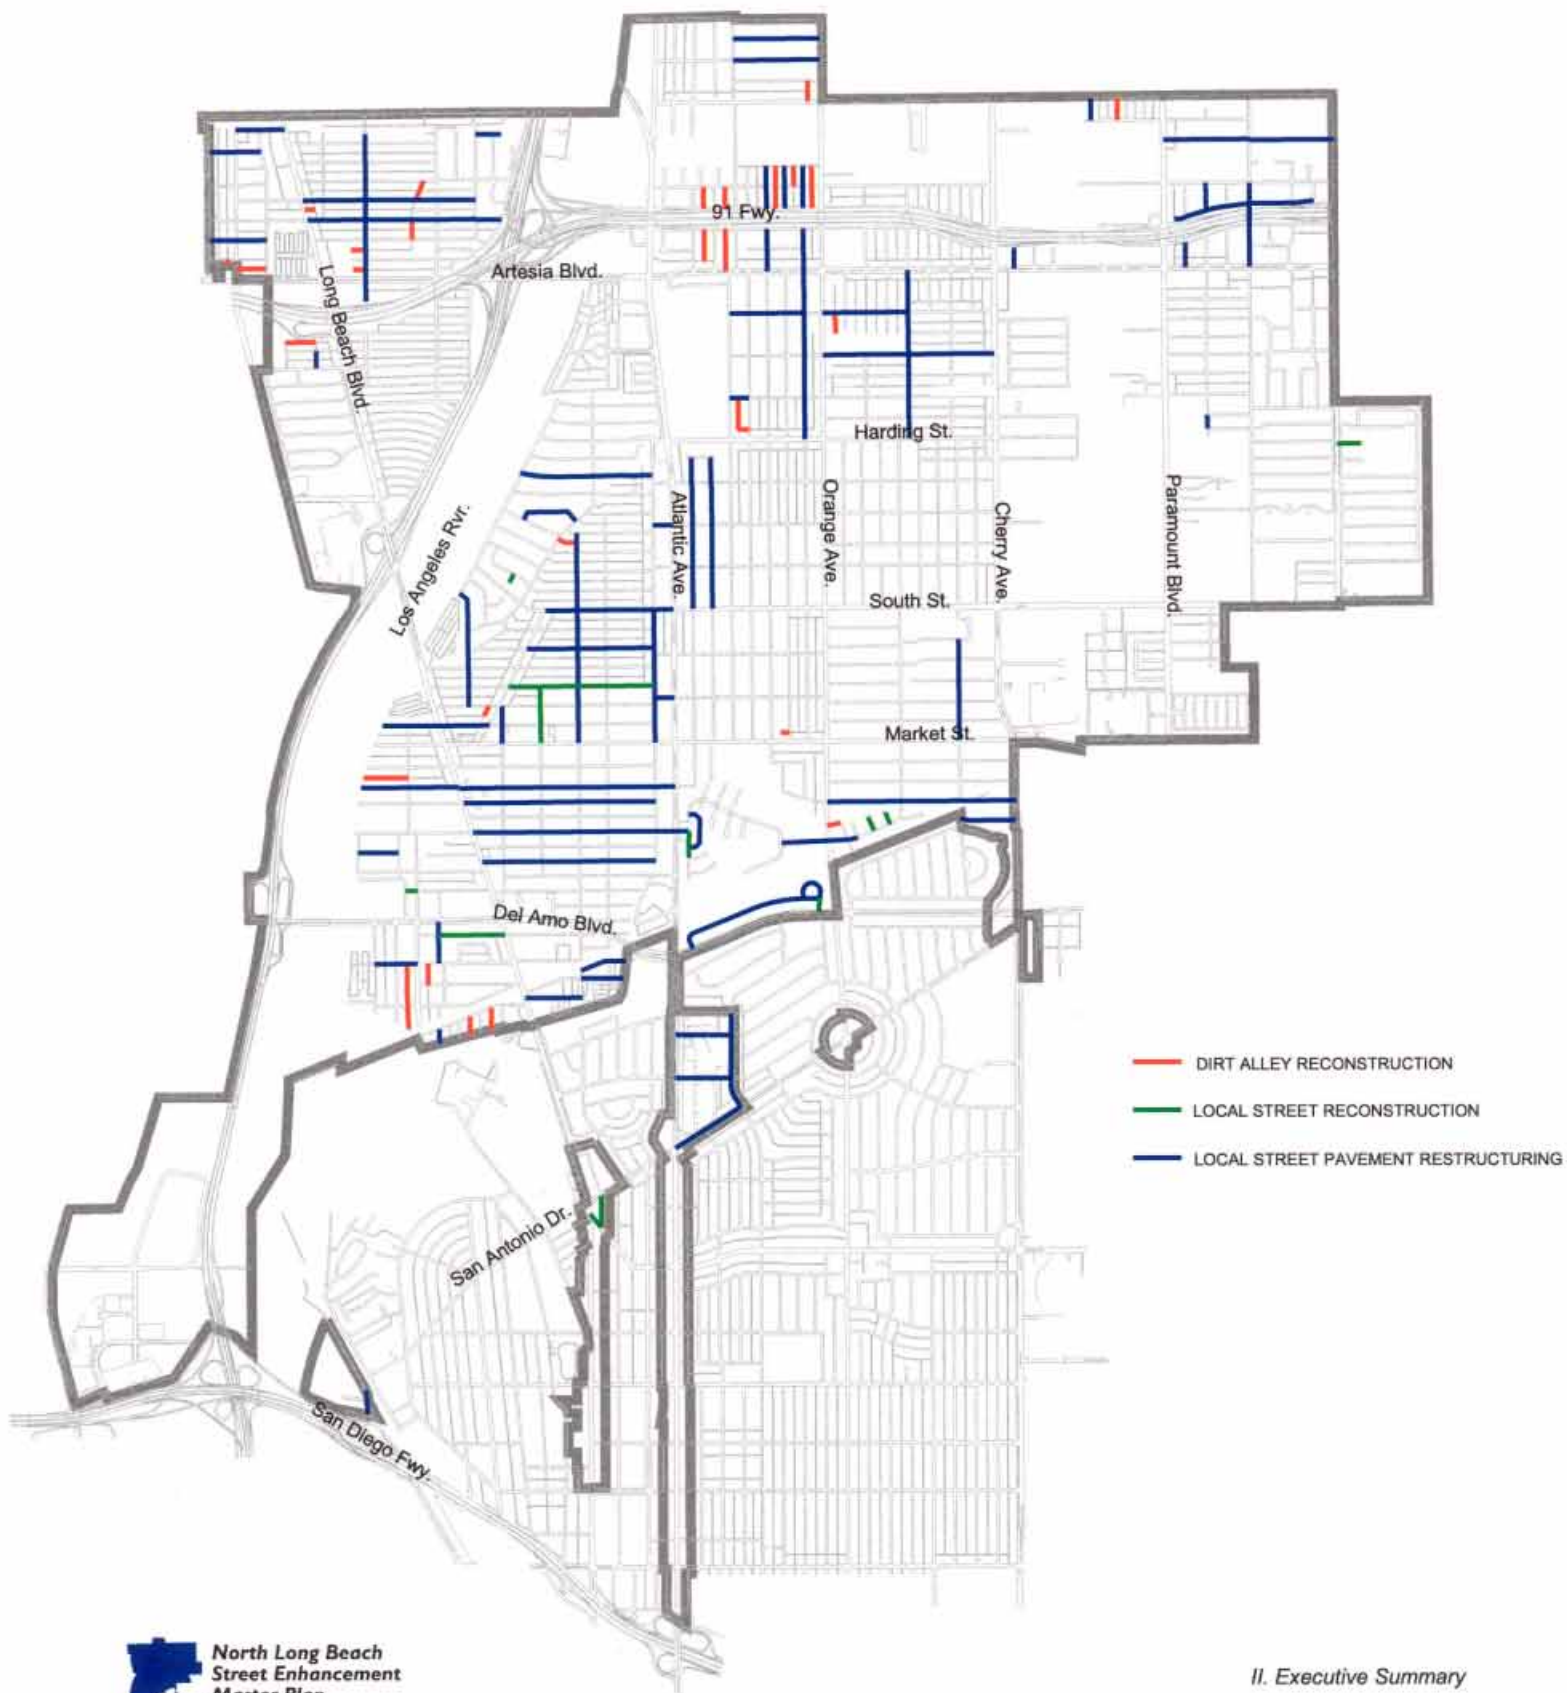 91 Fwy.
Artesia Blvd.
Long Beach Blvd.
Harding St.
Los Angeles Rvr.
Atlantic Ave.
Orange Ave.
Cherry Ave.
Paramount Blvd.
South St.
Market St.
Del Amo Blvd.
DIRT ALLEY RECONSTRUCTION
LOCAL STREET RECONSTRUCTION
LOCAL STREET PAVEMENT RESTRUCTURING
San Antonio Dr.
San Diego Fwy.
North Long Beach
Street Enhancement
Master Plan
II. Executive Summary